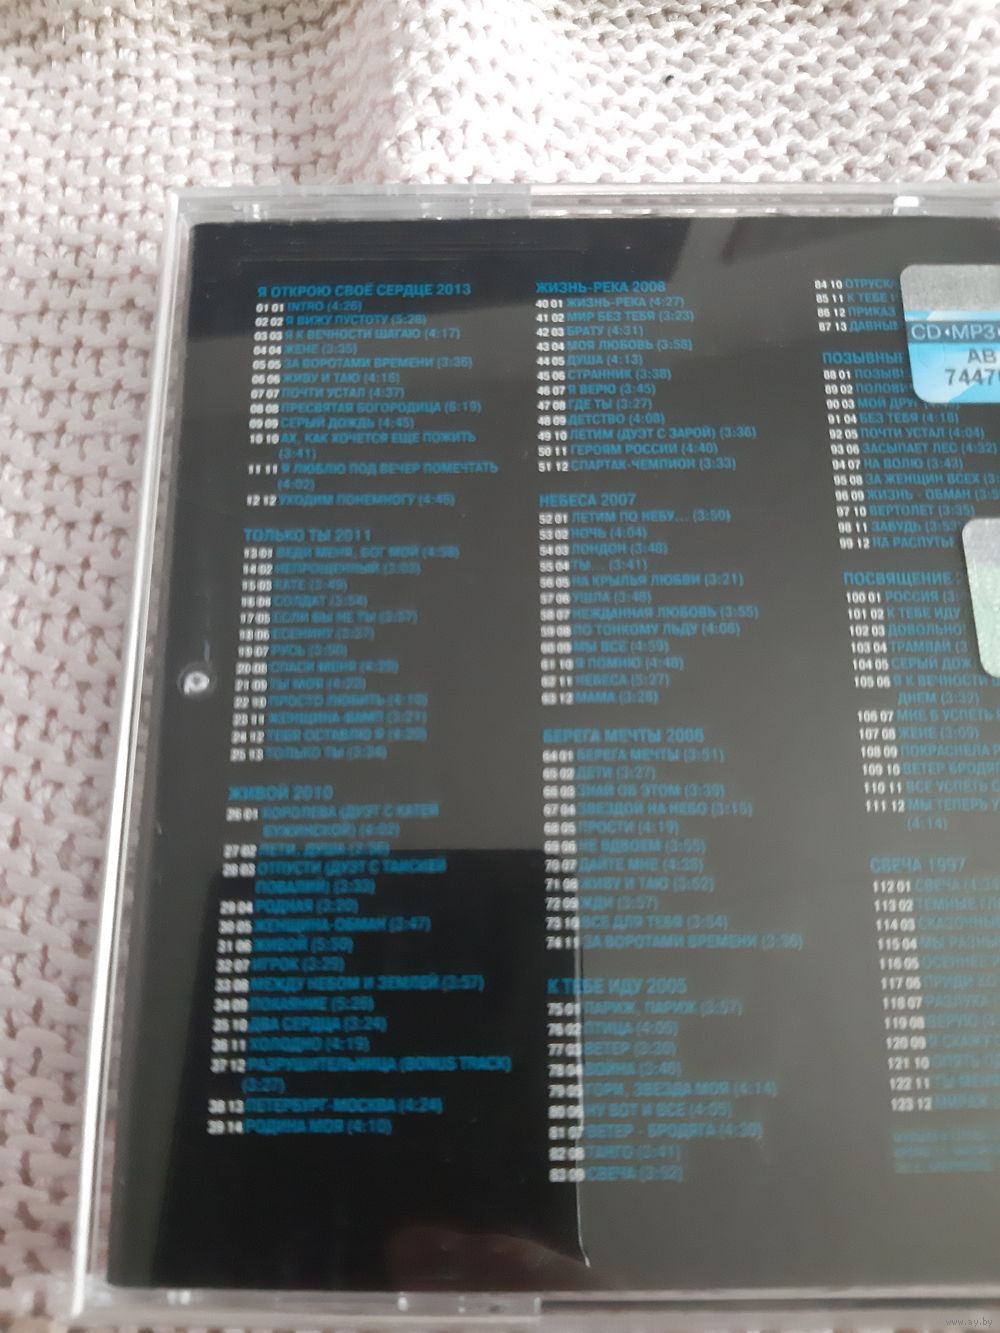 Я ОТКРОЮ СВОЁ СЕРДЦЕ 2013
01 01 INTRO (4:26)
02 02 Я ВИЖУ ПУСТОТУ (5:28)
03 03 Я К ВЕЧНОСТИ ШАГАЮ (4:17)
04 04 ЖЕНЕ (3:35)
05 05 ЗА ВОРОТАМИ ВРЕМЕНИ (3:36)
06 06 ЖИВУ И ТАЮ (4:16)
07 07 ПОЧТИ УСТАЛ (4:37)
08 08 ПРЕСВЯТАЯ БОГОРОДИЦА (6:19)
09 09 СЕРЫЙ ДОЖДЬ (4:45)
10 10 АХ, КАК ХОЧЕТСЯ ЕЩЕ ПОЖИТЬ
(3:41)
11 11 Я ЛЮБЛЮ ПОД ВЕЧЕР ПОМЕЧТАТЬ
(4:02)
12 12 УХОДИМ ПОНЕМНОГУ (4:46)
ТОЛЬКО ТЫ 2011
13 01 ВЕДИ МЕНЯ, БОГ МОЙ (4:58)
14 02 НЕПРОЩЕННЫЙ (3:03)
15 03 КАТЕ (3:49)
16 04 СОЛДАТ (3:54)
17 05 ЕСЛИ БЫ НЕ ТЫ (3:57)
18 06 ЕСЕНИНУ (3:27)
19 07 РУСЬ
20 08 СПАСИ МЕНЯ
21 09 ТЫ МОЯ (4:23)
22 10 ПРОСТО ЛЮБИТЬ (4:10)
23 11 ЖЕНЩИНА-ВАМП (3:21)
24 12 ТЕБЯ ОСТАВЛЮ Я
25 13 ТОЛЬКО ТЫ (3:34)
ЖИВОЙ 2010
26 01 КОРОЛЕВА (ДУЭТ С КАТЕЙ
БУЖИНСКОЙ) (4:02)
27 02 ЛЕТИ, ДУША
28 03 ОТПУСТИ (ДУЭТ С ТАИСИЕЙ
ПОВАЛИЙ) (3:33)
29 04 РОДНАЯ (3:20)
30 05 ЖЕНЩИНА-ОБМАН (3:47)
31 06 ЖИВОЙ
32 07 ИГРОК (3:29)
33 08 МЕЖДУ НЕБОМ И ЗЕМЛЕЙ (3:57)
34 09 ПОКАЯНИЕ
35 10 ДВА СЕРДЦА (3:24)
36 11 ХОЛОДНО (4:19)
37 12 РАЗРУШИТЕЛЬНИЦА (BONUS TRACK)
(3:27)
38 13 ПЕТЕРБУРГ-МОСКВА (4:24)
39 14 РОДИНА МОЯ (4:10)
ЖИЗНЬ-РЕКА 2008
40 01 ЖИЗНЬ-РЕКА (4:27)
41 02 МИР БЕЗ ТЕБЯ (3:23)
42 03 БРАТУ (4:31)
43 04 МОЯ ЛЮБОВЬ (3:58)
44 05 ДУША (4:13)
45 06 СТРАННИК (3:38)
46 07 Я ВЕРЮ (3:45)
47 08 ГДЕ ТЫ (3:27)
48 09 ДЕТСТВО (4:08)
49 10 ЛЕТИМ (ДУЭТ С ЗАРОЙ) (3:36)
50 11 ГЕРОЯМ РОССИИ (4:40)
51 12 СПАРТАК-ЧЕМПИОН (3:33)
НЕБЕСА 2007
52 01 ЛЕТИМ ПО НЕБУ... (3:50)
53 02 НОЧЬ (4:04)
54 03 ЛОНДОН (3:48)
55 04 ТЫ... (3:41)
56 05 НА КРЫЛЬЯ ЛЮБВИ (3:21)
57 06 УШЛА (3:48)
58 07 НЕЖДАННАЯ ЛЮБОВЬ (3:55)
59 08 ПО ТОНКОМУ ЛЬДУ (4:06)
60 09 МЫ ВСЕ (4:59)
61 10 Я ПОМНЮ (4:48)
62 11 НЕБЕСА (5:27)
63 12 МАМА (3:26)
БЕРЕГА МЕЧТЫ 2006
64 01 БЕРЕГА МЕЧТЫ (3:51)
65 02 ДЕТИ (3:27)
66 03 ЗНАЙ ОБ ЭТОМ (3:39)
67 04 ЗВЕЗДОЙ НА НЕБО (3:15)
68 05 ПРОСТИ (4:19)
69 06 НЕ ВДВОЕМ (3:55)
70 07 ДАЙТЕ МНЕ (4:38)
71 08 ЖИВУ И ТАЮ (3:52)
72 09 ЖДИ (3:57)
73 10 ВСЕ ДЛЯ ТЕБЯ (3:54)
74 11 ЗА ВОРОТАМИ ВРЕМЕНИ (3:36)
К ТЕБЕ ИДУ 2005
75 01 ПАРИЖ, ПАРИЖ (3:57)
76 02 ПТИЦА (4:05)
77 03 ВЕТЕР
78 04 ВОЙНА
79 05 ГОРИ, ЗВЕЗДА МОЯ (4:14)
80 06 НУ ВОТ И ВСЕ (4:05)
81 07 ВЕТЕР - БРОДЯГА
82 08 ТАНГО (3:41)
83 09 СВЕЧА (3:52)
84 10 ОТПУСК
85 11 К ТЕБЕ
86 12 ПРИКАЗ
87 13 ДАВНЫМ
ПОЗЫВНЫ
88 01 ПОЗЫВ
89 02 ПОЛОВ
90 03 МОЙ ДРУГ
91 04 БЕЗ ТЕБЯ (4:16)
92 05 ПОЧТИ УСТАЛ (4:04)
93 06 ЗАСЫПАЕТ ЛЕС (4:32)
94 07 НА ВОЛЮ (3:43)
95 08 ЗА ЖЕНЩИН ВСЕХ (3
96 09 ЖИЗНЬ - ОБМАН (3:5
97 10 ВЕРТОЛЕТ (3:35)
98 11 ЗАБУДЬ (3:53)
99 12 НА РАСПУТЬ
ПОСВЯЩЕНИЕ 2
100 01 РОССИЯ (3:
101 02 К ТЕБЕ ИДУ
102 03 ДОВОЛЬНО
103 04 ТРАМВАЙ (3
104 05 СЕРЫЙ ДОЖ
105 06 Я К ВЕЧНОСТИ
ДНЕМ (3:32)
106 07 МНЕ Б УСПЕТЬ
107 08 ЖЕНЕ (3:09)
108 09 ПОКРАСНЕЛА
109 10 ВЕТЕР БРОДЯГ
110 11 ВСЕ УСПЕТЬ
111 12 МЫ ТЕПЕРЬ
(4:14)
СВЕЧА 1997
112 01 СВЕЧА
113 02 ТЕМНЫЕ ГЛ
114 03 СКАЗОЧНЫ
115 04 МЫ РАЗНЫ
116 05 ОСЕННЕЕ
117 06 ПРИДИ КО
118 07 РАЗЛУКА
119 08 ВЕРУЮ
120 09 Я СКАЖУ
121 10 ОПЯТЬ
122 11 ТЫ МЕНЯ
123 12 МИРАЖ
CD•MP3
AB
7447
www.ay.by